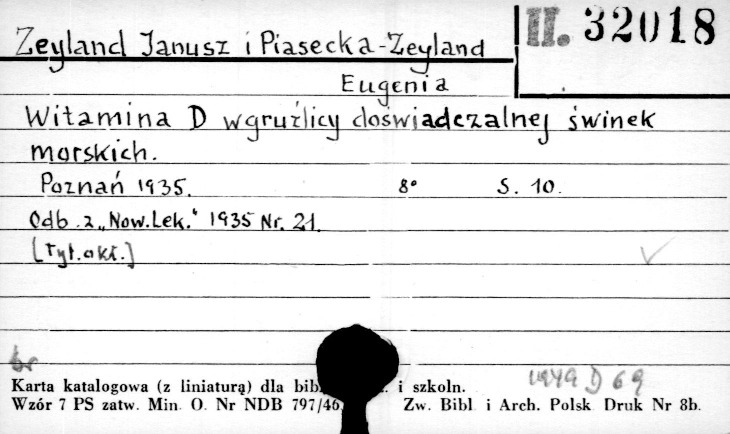 Zeyland Janusz i Piasecka-Zeyland
II. 32018
Eugenia
Witamina D w gruźlicy doświadczalnej świnek
morskich.
Poznań 1935. 8° S. 10.
Odb. z „Now. Lek." 1935 Nr. 21.
[Tyt. okł.]
br
Karta katalogowa (z liniaturą) dla i szkoln.
Wzór 7 PS zatw. Min. O. Nr NDB 797/46. Zw. Bibl i Arch. Polsk Druk Nr 8b.
D 69